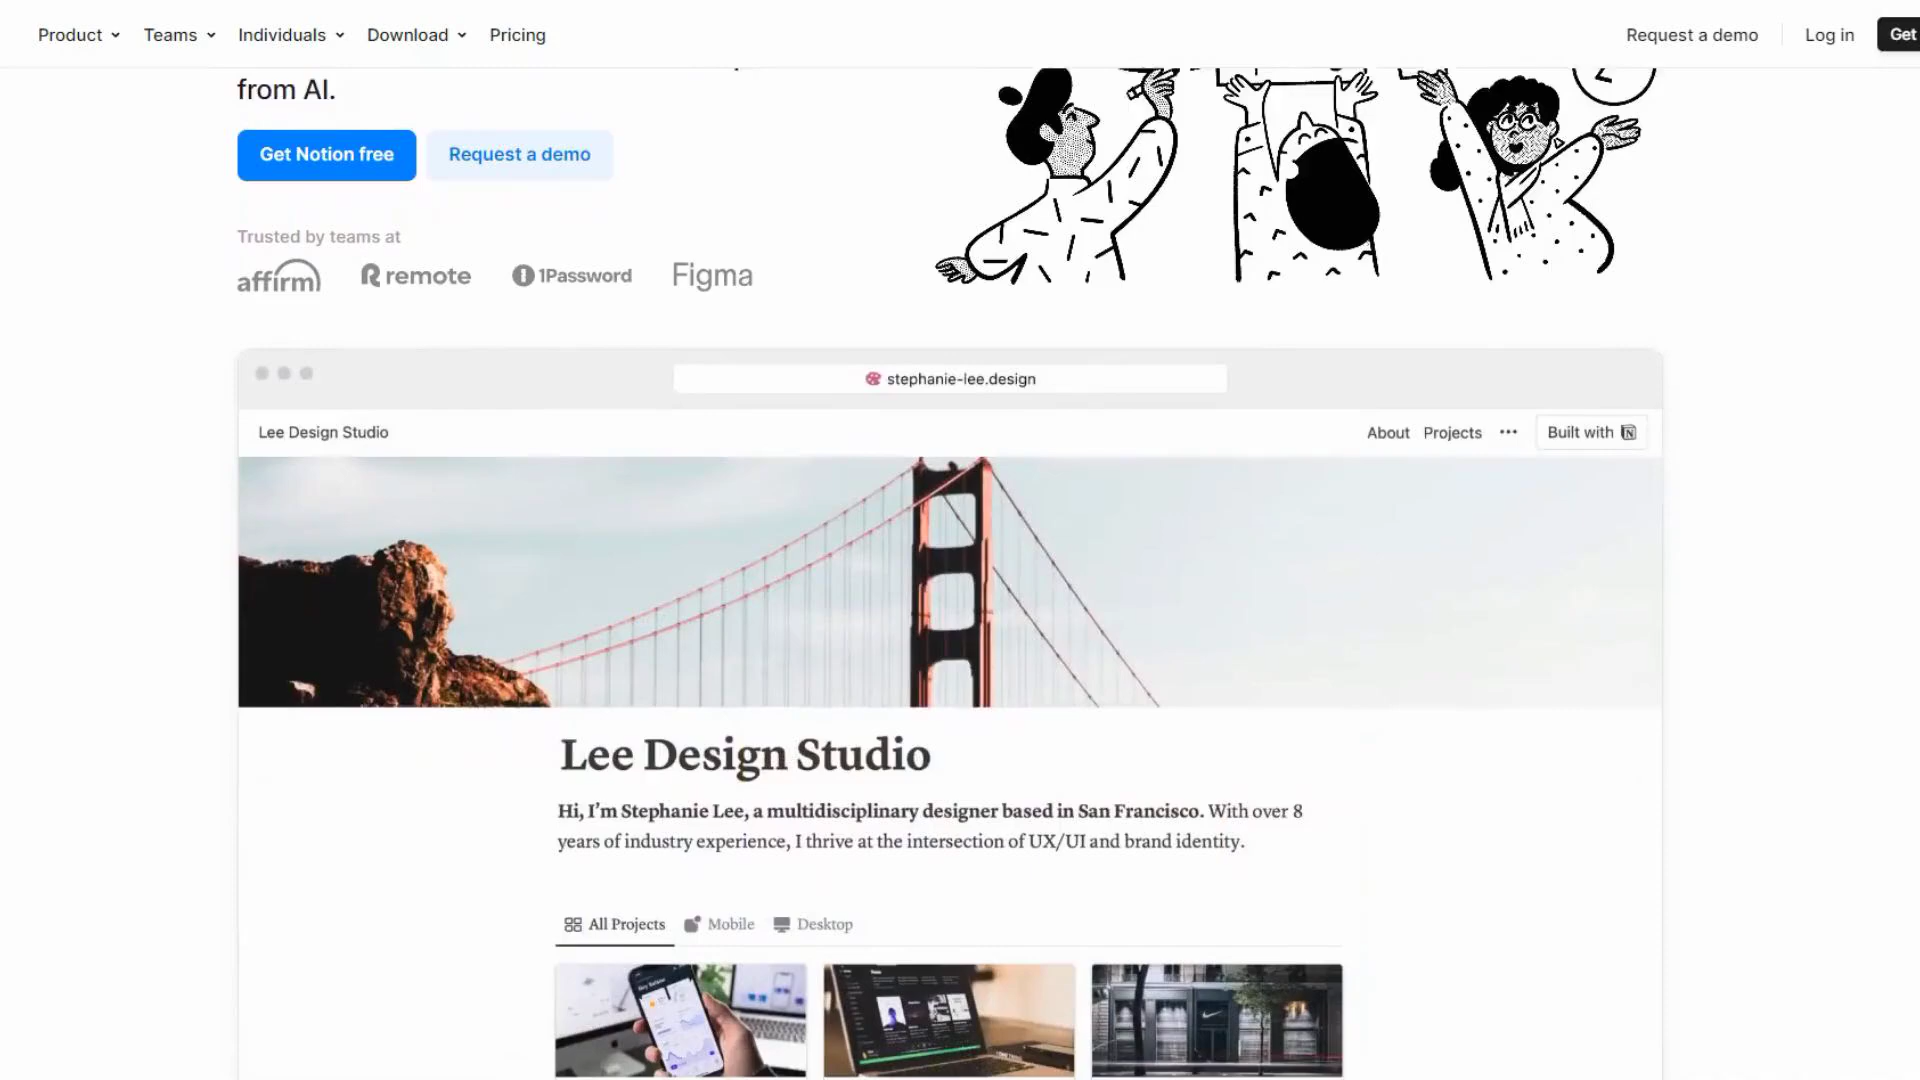 Product Teams Individuals Download Pricing Request a demo Log in Get
from AI.
Get Notion free Request a demo
Trusted by teams at
affirm remote 1Password Figma
stephanie-lee.design
Lee Design Studio About Projects ••• Built with
Lee Design Studio
Hi, I’m Stephanie Lee, a multidisciplinary designer based in San Francisco. With over 8
years of industry experience, I thrive at the intersection of UX/UI and brand identity.
All Projects Mobile Desktop